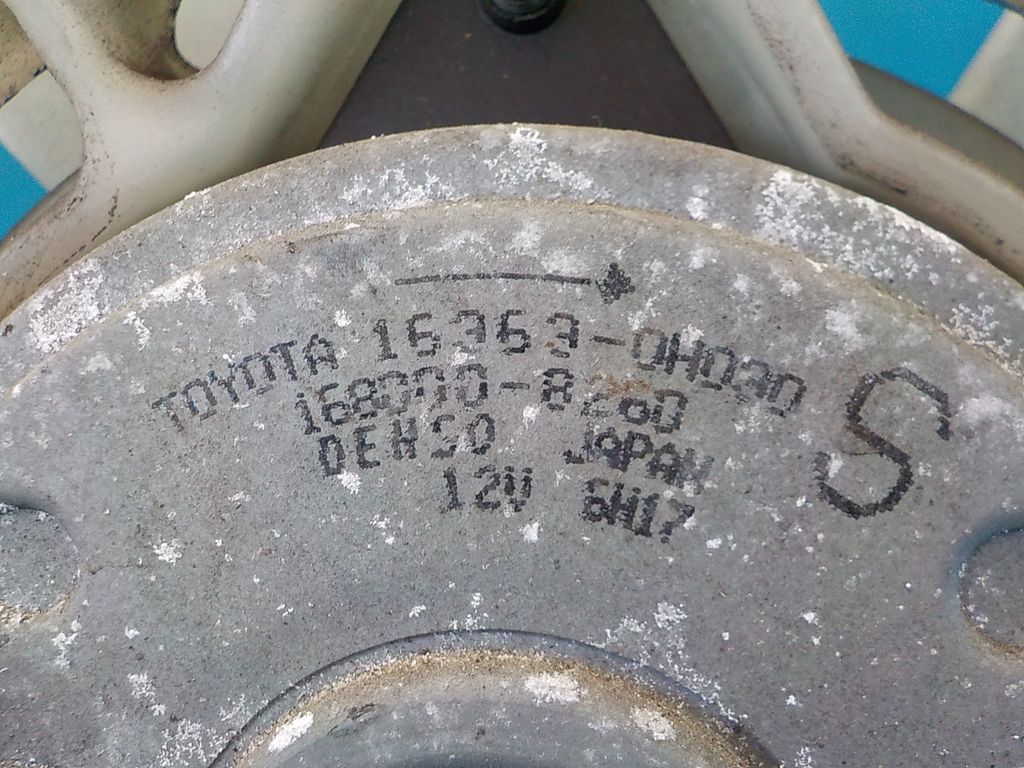 TOYOTA 16363-0H030
168000-8260
DENSO JAPAN
12V 6H17
S